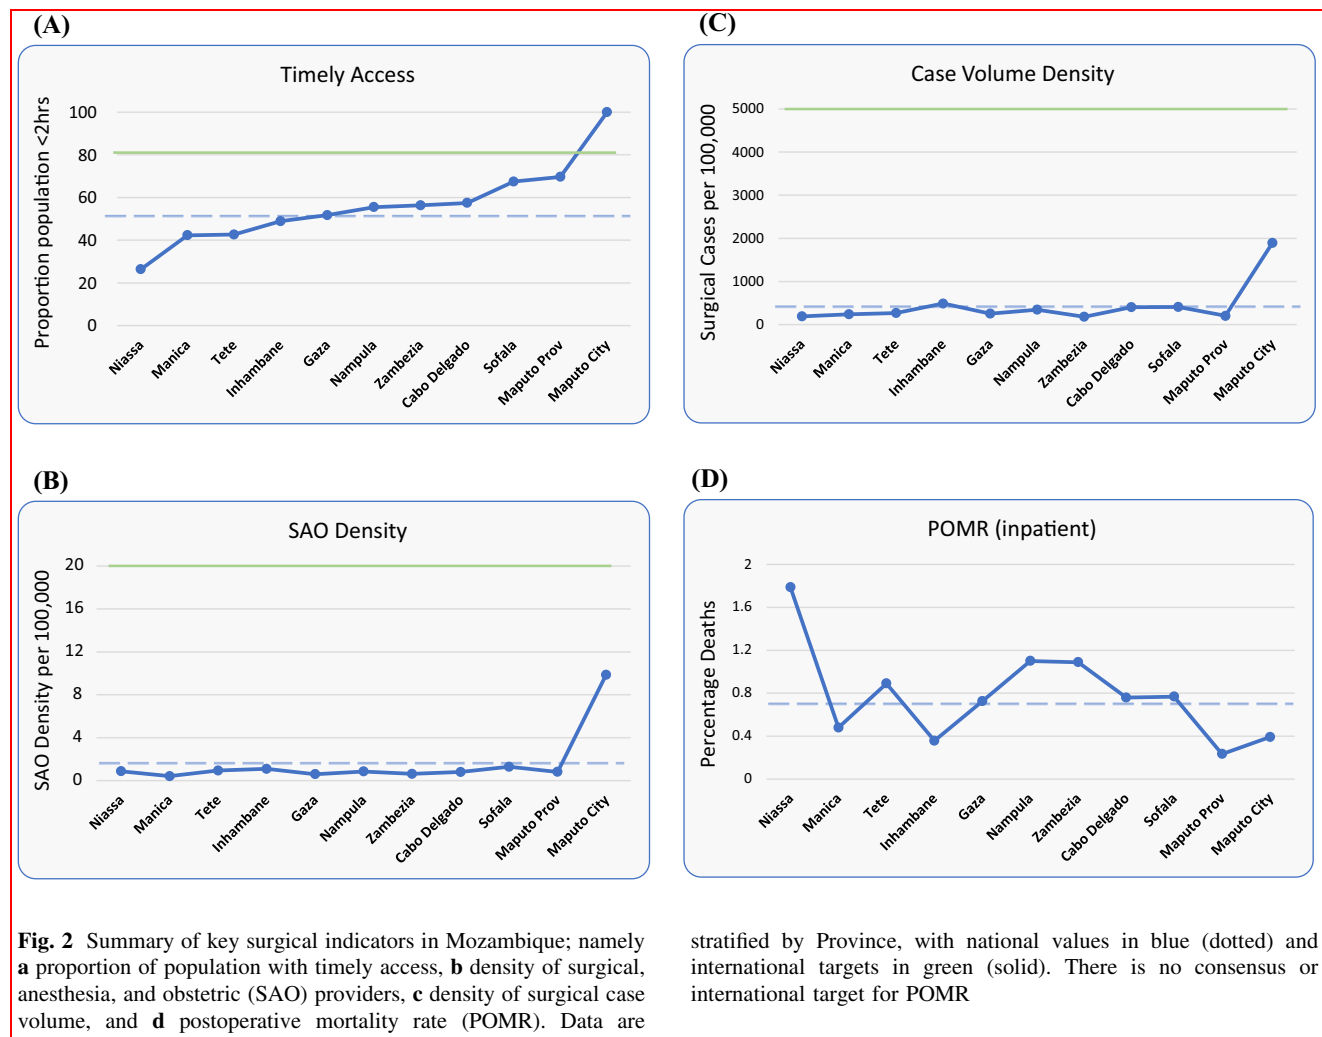 (A)
Timely Access
Proportion population <2hrs
100
80
60
40
20
0
Niassa
Manica
Tete
Inhambane
Gaza
Nampula
Zambezia
Cabo Delgado
Sofala
Maputo Prov
Maputo City
(C)
Case Volume Density
Surgical Cases per 100,000
5000
4000
3000
2000
1000
0
Niassa
Manica
Tete
Inhambane
Gaza
Nampula
Zambezia
Cabo Delgado
Sofala
Maputo Prov
Maputo City
(B)
SAO Density
SAO Density per 100,000
20
16
12
8
4
0
Niassa
Manica
Tete
Inhambane
Gaza
Nampula
Zambezia
Cabo Delgado
Sofala
Maputo Prov
Maputo City
(D)
POMR (inpatient)
Percentage Deaths
2
1.6
1.2
0.8
0.4
0
Niassa
Manica
Tete
Inhambane
Gaza
Nampula
Zambezia
Cabo Delgado
Sofala
Maputo Prov
Maputo City
Fig. 2 Summary of key surgical indicators in Mozambique; namely
a proportion of population with timely access, b density of surgical,
anesthesia, and obstetric (SAO) providers, c density of surgical case
volume, and d postoperative mortality rate (POMR). Data are
stratified by Province, with national values in blue (dotted) and
international targets in green (solid). There is no consensus or
international target for POMR